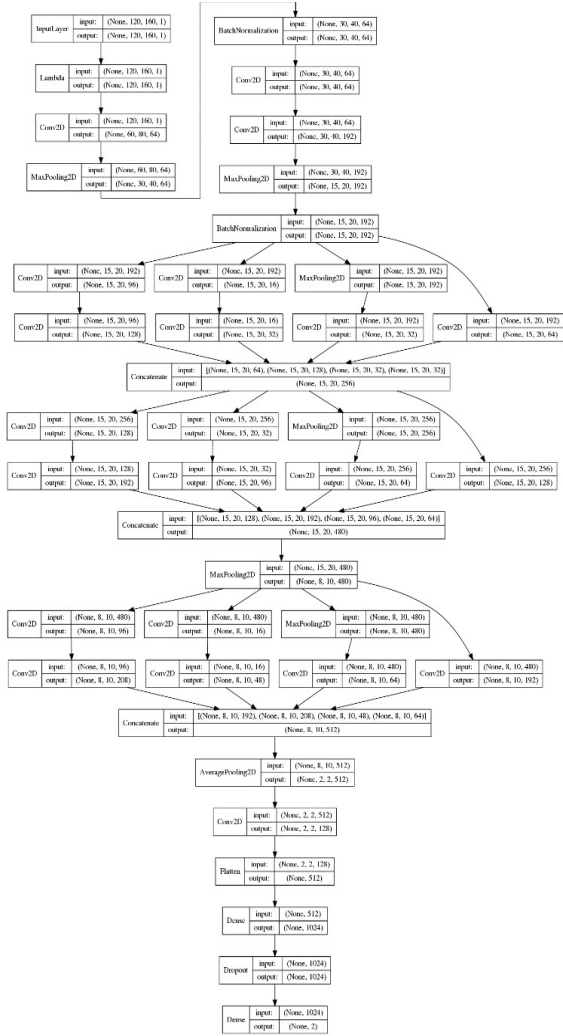 InputLayer input: (None, 120, 160, 1)
output: (None, 120, 160, 1)
Lambda input: (None, 120, 160, 1)
output: (None, 120, 160, 1)
Conv2D input: (None, 120, 160, 1)
output: (None, 60, 80, 64)
MaxPooling2D input: (None, 60, 80, 64)
output: (None, 30, 40, 64)
BatchNormalization input: (None, 30, 40, 64)
output: (None, 30, 40, 64)
Conv2D input: (None, 30, 40, 64)
output: (None, 30, 40, 64)
Conv2D input: (None, 30, 40, 64)
output: (None, 30, 40, 192)
MaxPooling2D input: (None, 30, 40, 192)
output: (None, 15, 20, 192)
BatchNormalization input: (None, 15, 20, 192)
output: (None, 15, 20, 192)
Conv2D input: (None, 15, 20, 192)
output: (None, 15, 20, 96)
Conv2D input: (None, 15, 20, 192)
output: (None, 15, 20, 16)
MaxPooling2D input: (None, 15, 20, 192)
output: (None, 15, 20, 192)
Conv2D input: (None, 15, 20, 96)
output: (None, 15, 20, 128)
Conv2D input: (None, 15, 20, 16)
output: (None, 15, 20, 32)
Conv2D input: (None, 15, 20, 192)
output: (None, 15, 20, 32)
Conv2D input: (None, 15, 20, 192)
output: (None, 15, 20, 64)
Concatenate input: [(None, 15, 20, 64), (None, 15, 20, 128), (None, 15, 20, 32), (None, 15, 20, 32)]
output: (None, 15, 20, 256)
Conv2D input: (None, 15, 20, 256)
output: (None, 15, 20, 128)
Conv2D input: (None, 15, 20, 256)
output: (None, 15, 20, 32)
MaxPooling2D input: (None, 15, 20, 256)
output: (None, 15, 20, 256)
Conv2D input: (None, 15, 20, 128)
output: (None, 15, 20, 192)
Conv2D input: (None, 15, 20, 32)
output: (None, 15, 20, 96)
Conv2D input: (None, 15, 20, 256)
output: (None, 15, 20, 64)
Conv2D input: (None, 15, 20, 256)
output: (None, 15, 20, 128)
Concatenate input: [(None, 15, 20, 128), (None, 15, 20, 192), (None, 15, 20, 96), (None, 15, 20, 64)]
output: (None, 15, 20, 480)
MaxPooling2D input: (None, 15, 20, 480)
output: (None, 8, 10, 480)
Conv2D input: (None, 8, 10, 480)
output: (None, 8, 10, 96)
Conv2D input: (None, 8, 10, 480)
output: (None, 8, 10, 16)
MaxPooling2D input: (None, 8, 10, 480)
output: (None, 8, 10, 480)
Conv2D input: (None, 8, 10, 96)
output: (None, 8, 10, 208)
Conv2D input: (None, 8, 10, 16)
output: (None, 8, 10, 48)
Conv2D input: (None, 8, 10, 480)
output: (None, 8, 10, 64)
Conv2D input: (None, 8, 10, 480)
output: (None, 8, 10, 192)
Concatenate input: [(None, 8, 10, 192), (None, 8, 10, 208), (None, 8, 10, 48), (None, 8, 10, 64)]
output: (None, 8, 10, 512)
AveragePooling2D input: (None, 8, 10, 512)
output: (None, 2, 2, 512)
Conv2D input: (None, 2, 2, 512)
output: (None, 2, 2, 128)
Flatten input: (None, 2, 2, 128)
output: (None, 512)
Dense input: (None, 512)
output: (None, 1024)
Dropout input: (None, 1024)
output: (None, 1024)
Dense input: (None, 1024)
output: (None, 2)